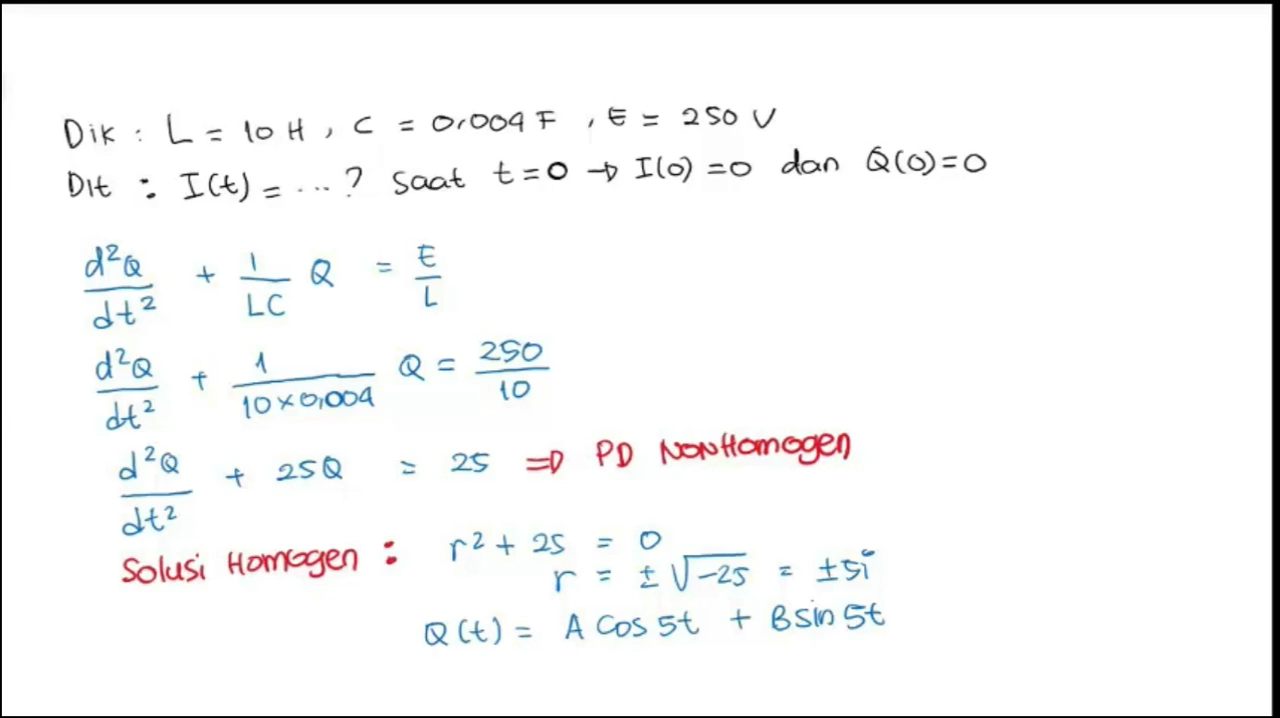 Dik : L = 10 H , C = 0,004 F , E = 250 V
Dit : I(t) = ... ? saat t = 0 → I(0) = 0 dan Q(0) = 0
d²Q/dt² + 1/LC Q = E/L
d²Q/dt² + 1/(10 × 0,004) Q = 250/10
d²Q/dt² + 25Q = 25 ⇒ PD NonHomogen
Solusi Homogen : r² + 25 = 0
r = ± √-25 = ±5i
Q(t) = A Cos 5t + B sin 5t